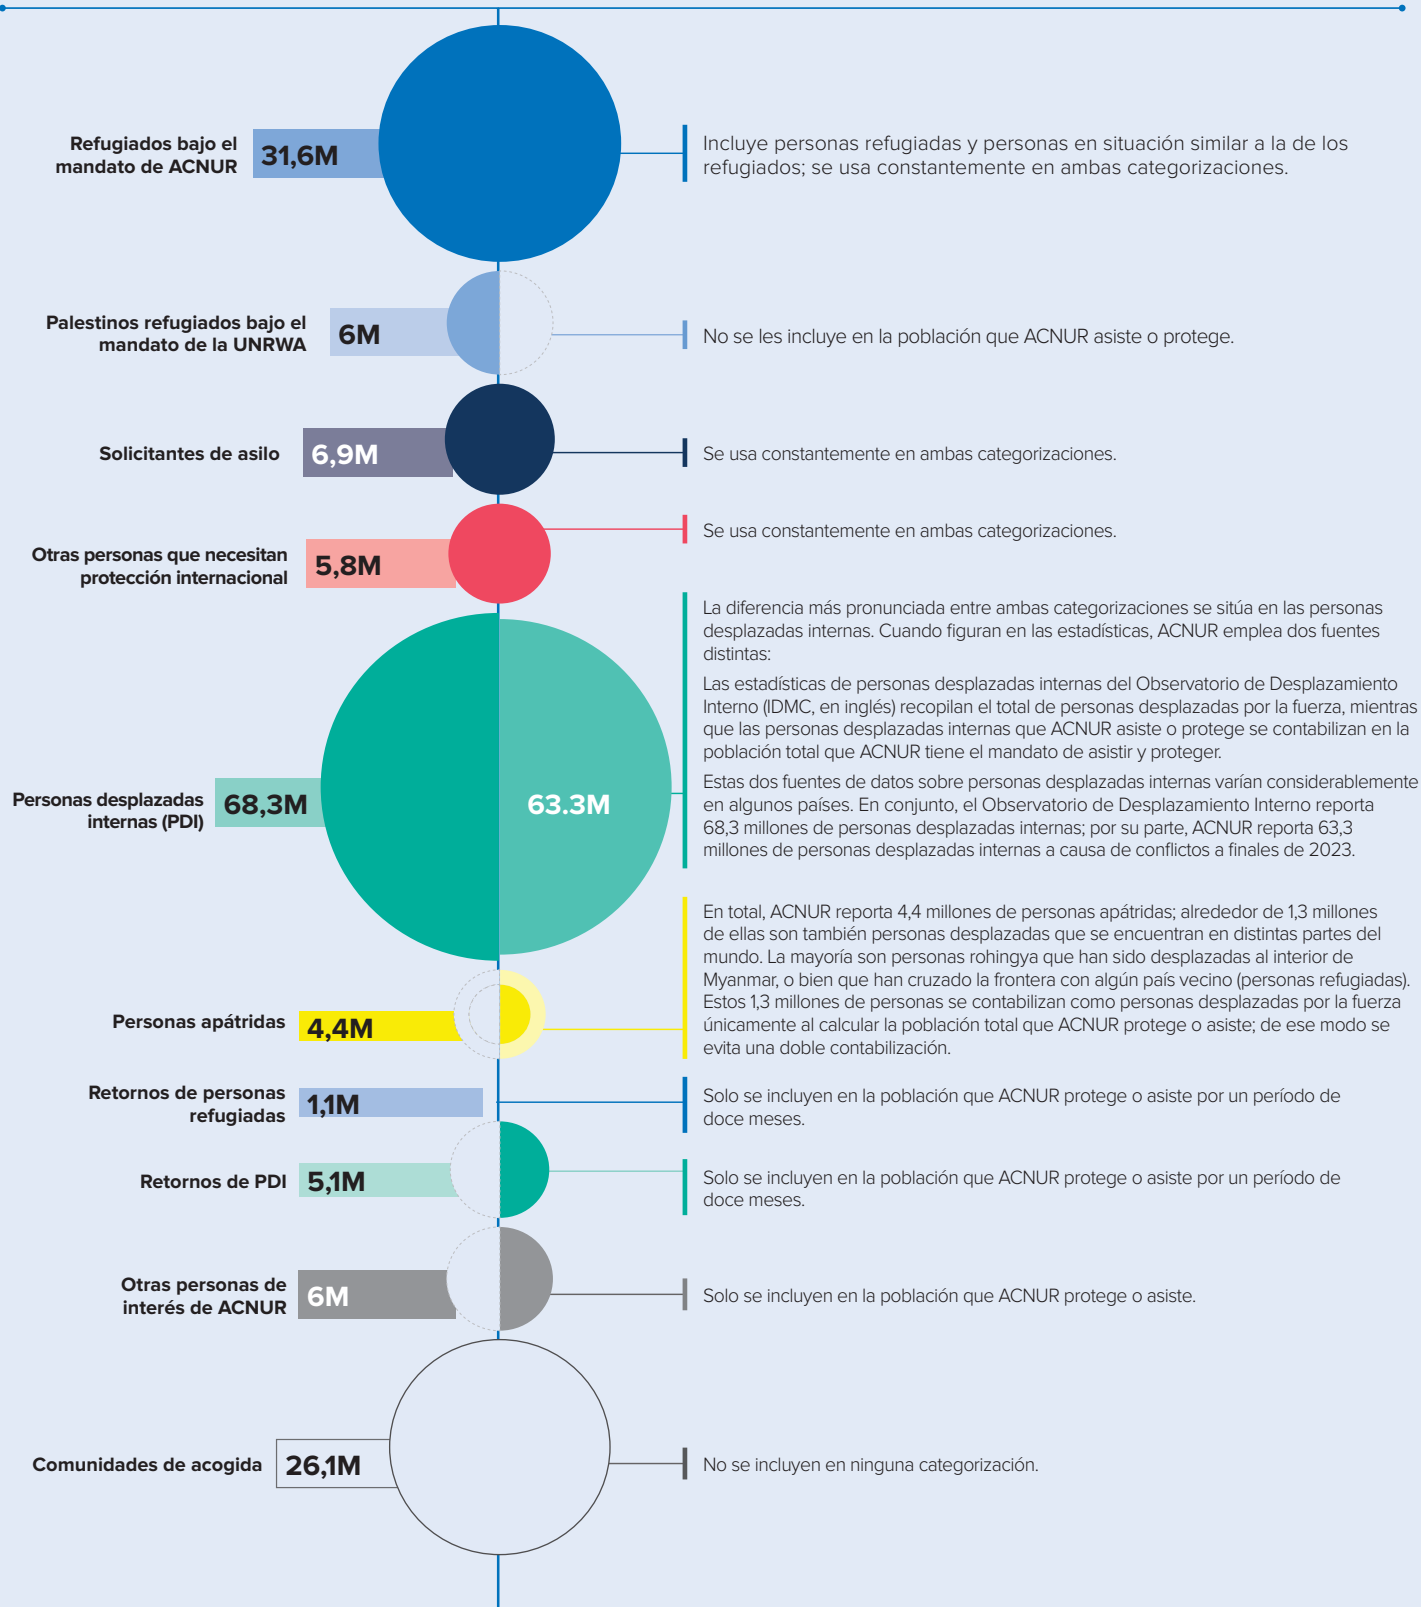 Refugiados bajo el
mandato de ACNUR
31,6M
Incluye personas refugiadas y personas en situación similar a la de los
refugiados; se usa constantemente en ambas categorizaciones.
Palestinos refugiados bajo el
mandato de la UNRWA
6M
No se les incluye en la población que ACNUR asiste o protege.
Solicitantes de asilo
6,9M
Se usa constantemente en ambas categorizaciones.
Otras personas que necesitan
protección internacional
5,8M
Se usa constantemente en ambas categorizaciones.
Personas desplazadas
internas (PDI)
68,3M
63.3M
La diferencia más pronunciada entre ambas categorizaciones se sitúa en las personas
desplazadas internas. Cuando figuran en las estadísticas, ACNUR emplea dos fuentes
distintas:
Las estadísticas de personas desplazadas internas del Observatorio de Desplazamiento
Interno (IDMC, en inglés) recopilan el total de personas desplazadas por la fuerza, mientras
que las personas desplazadas internas que ACNUR asiste o protege se contabilizan en la
población total que ACNUR tiene el mandato de asistir y proteger.
Estas dos fuentes de datos sobre personas desplazadas internas varían considerablemente
en algunos países. En conjunto, el Observatorio de Desplazamiento Interno reporta
68,3 millones de personas desplazadas internas; por su parte, ACNUR reporta 63,3
millones de personas desplazadas internas a causa de conflictos a finales de 2023.
Personas apátridas
4,4M
En total, ACNUR reporta 4,4 millones de personas apátridas; alrededor de 1,3 millones
de ellas son también personas desplazadas que se encuentran en distintas partes del
mundo. La mayoría son personas rohingya que han sido desplazadas al interior de
Myanmar, o bien que han cruzado la frontera con algún país vecino (personas refugiadas).
Estos 1,3 millones de personas se contabilizan como personas desplazadas por la fuerza
únicamente al calcular la población total que ACNUR protege o asiste; de ese modo se
evita una doble contabilización.
Retornos de personas
refugiadas
1,1M
Solo se incluyen en la población que ACNUR protege o asiste por un período de
doce meses.
Retornos de PDI
5,1M
Solo se incluyen en la población que ACNUR protege o asiste por un período de
doce meses.
Otras personas de
interés de ACNUR
6M
Solo se incluyen en la población que ACNUR protege o asiste.
Comunidades de acogida
26,1M
No se incluyen en ninguna categorización.